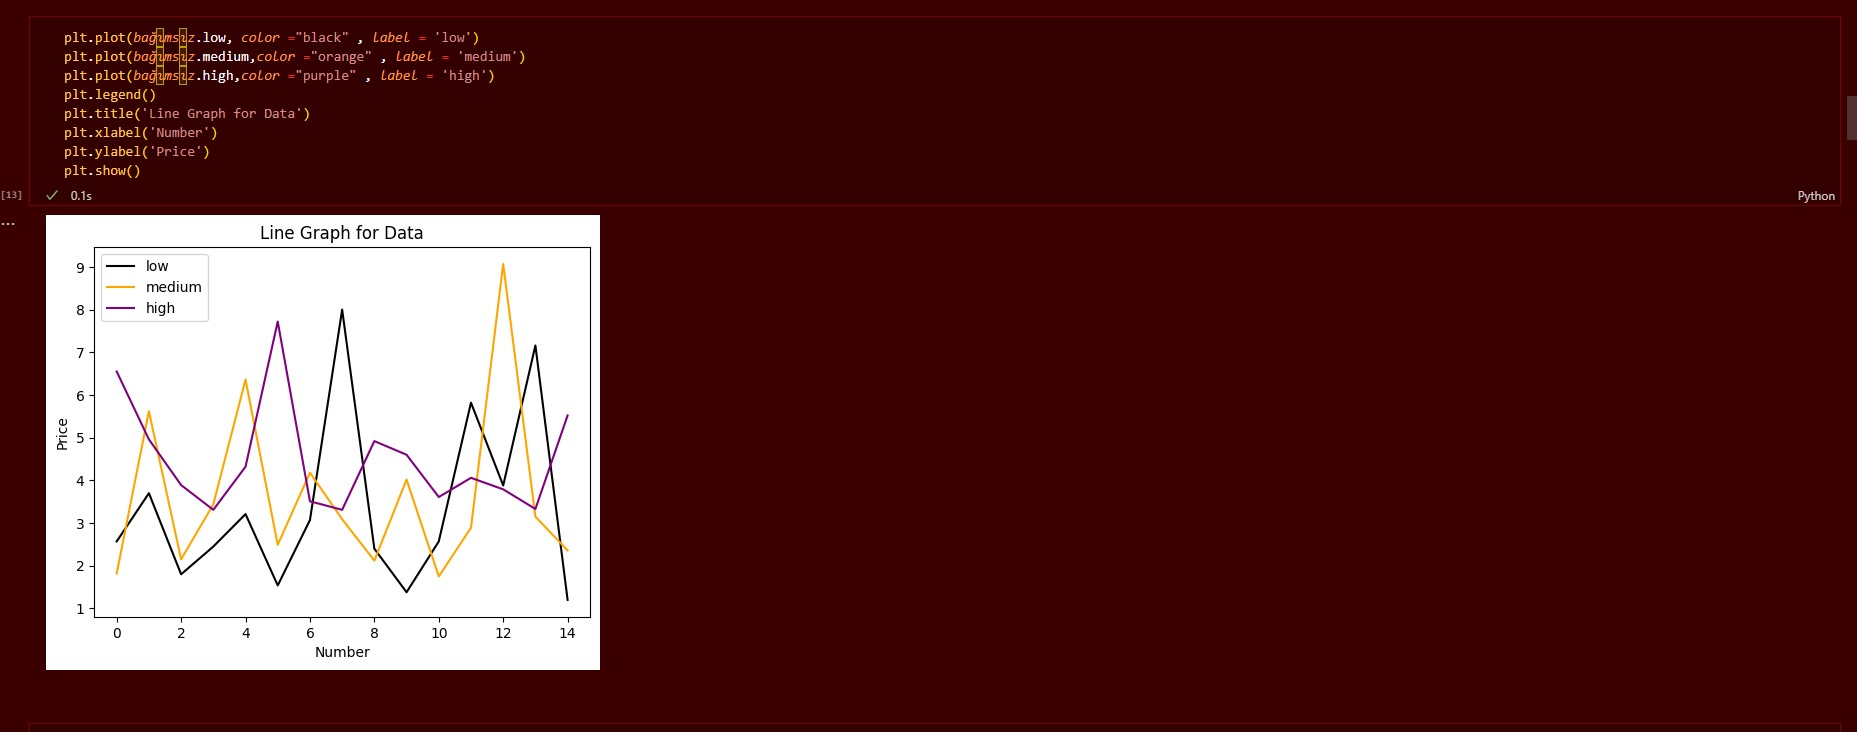 plt.plot(bağımsız.low, color ="black" , label = 'low')
plt.plot(bağımsız.medium,color ="orange" , label = 'medium')
plt.plot(bağımsız.high,color ="purple" , label = 'high')
plt.legend()
plt.title('Line Graph for Data')
plt.xlabel('Number')
plt.ylabel('Price')
plt.show()
[13]
0.1s
Python
...
Line Graph for Data
low
medium
high
9
8
7
6
5
4
3
2
1
Price
0 2 4 6 8 10 12 14
Number